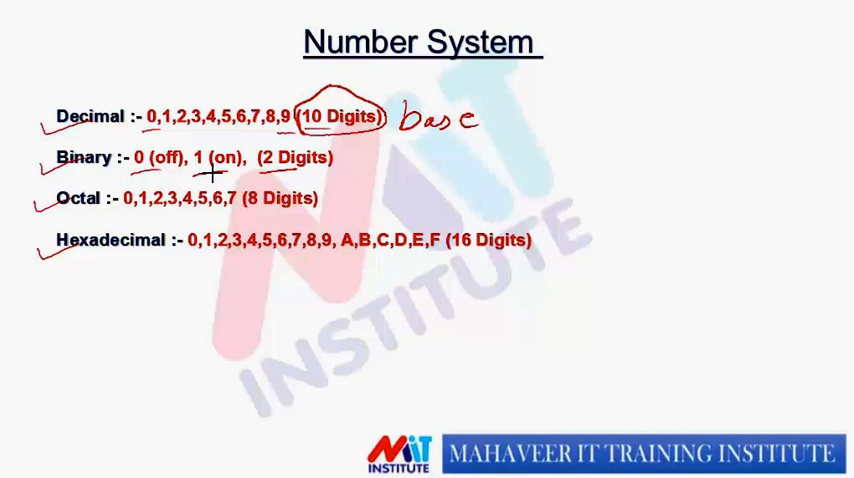 Number System
Decimal :- 0,1,2,3,4,5,6,7,8,9 (10 Digits) base
Binary :- 0 (off), 1 (on), (2 Digits)
Octal :- 0,1,2,3,4,5,6,7 (8 Digits)
Hexadecimal :- 0,1,2,3,4,5,6,7,8,9, A,B,C,D,E,F (16 Digits)
MiT
INSTITUTE
MiT
INSTITUTE
MAHAVEER IT TRAINING INSTITUTE